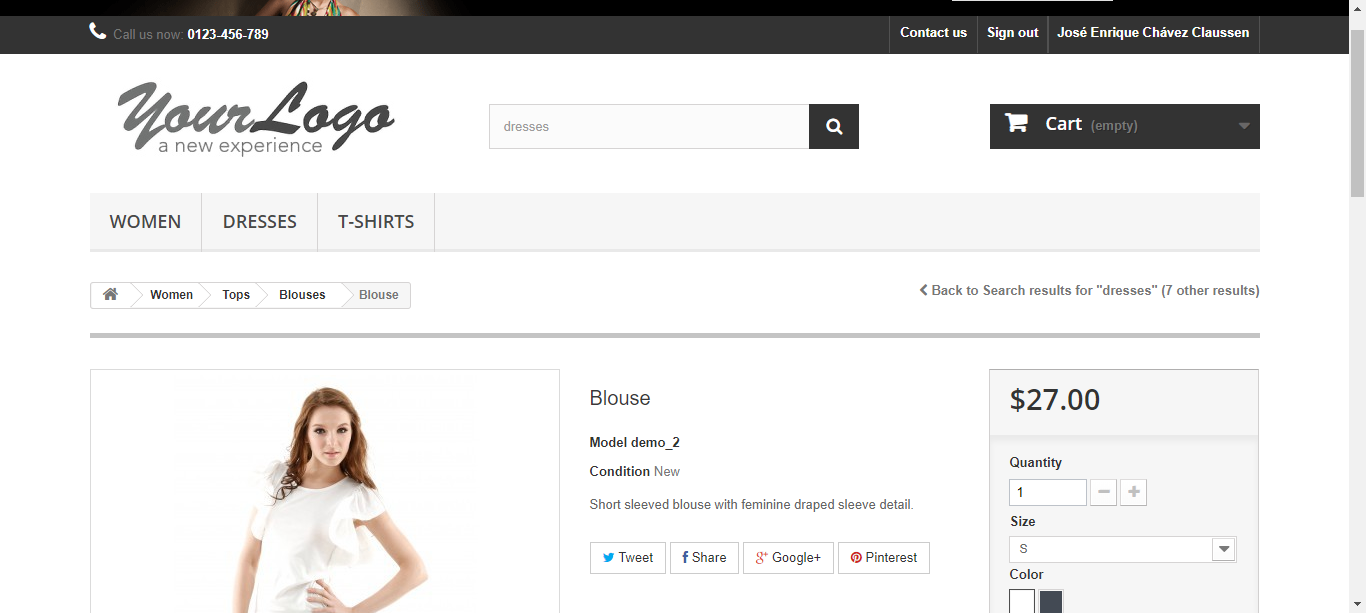 Call us now: 0123-456-789
Contact us
Sign out
José Enrique Chávez Claussen
YourLogo
a new experience
dresses
Cart (empty)
WOMEN
DRESSES
T-SHIRTS
Women
Tops
Blouses
Blouse
Back to Search results for "dresses" (7 other results)
Blouse
Model demo_2
Condition New
Short sleeved blouse with feminine draped sleeve detail.
Tweet
Share
Google+
Pinterest
$27.00
Quantity
1
Size
S
Color